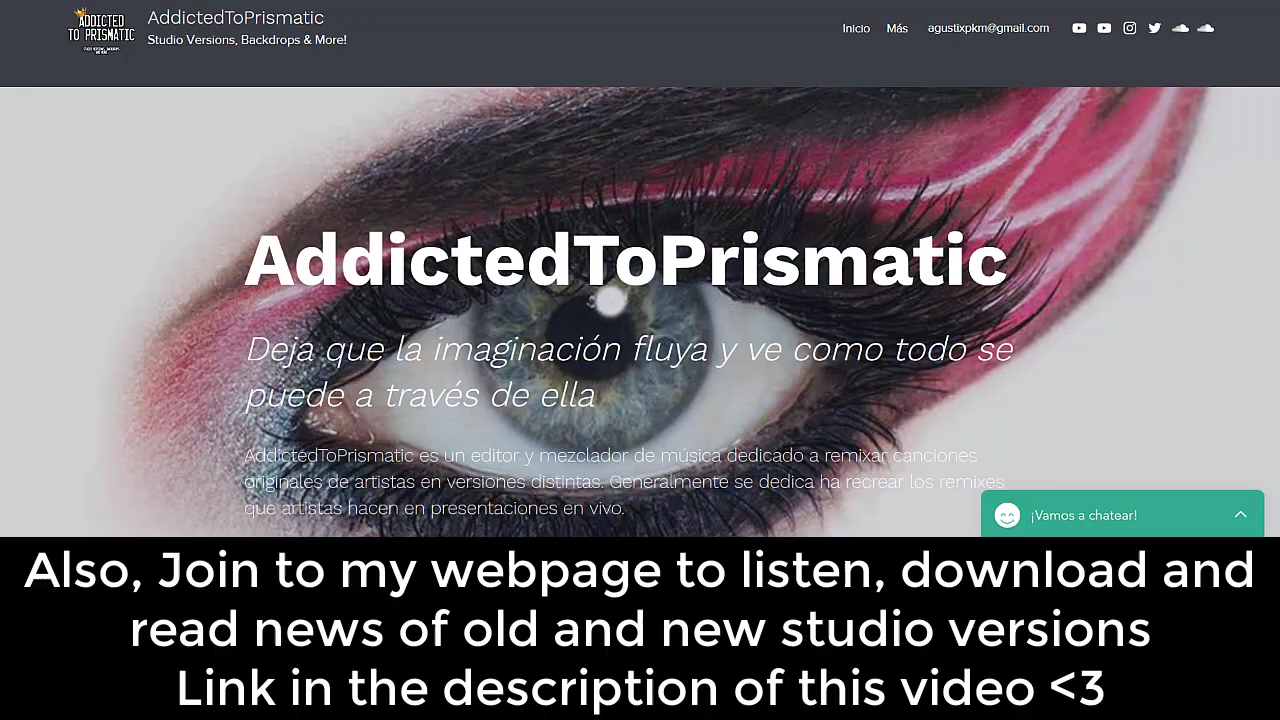 ADDICTED
TO PRISMATIC
AddictedToPrismatic
Studio Versions, Backdrops & More!
Inicio Más agustixpkm@gmail.com
AddictedToPrismatic
Deja que la imaginación fluya y ve como todo se
puede a través de ella
AddictedToPrismatic es un editor y mezclador de música dedicado a remixar canciones
originales de artistas en versiones distintas. Generalmente se dedica ha recrear los remixes
que artistas hacen en presentaciones en vivo.
¡Vamos a chatear!
Also, Join to my webpage to listen, download and
read news of old and new studio versions
Link in the description of this video <3